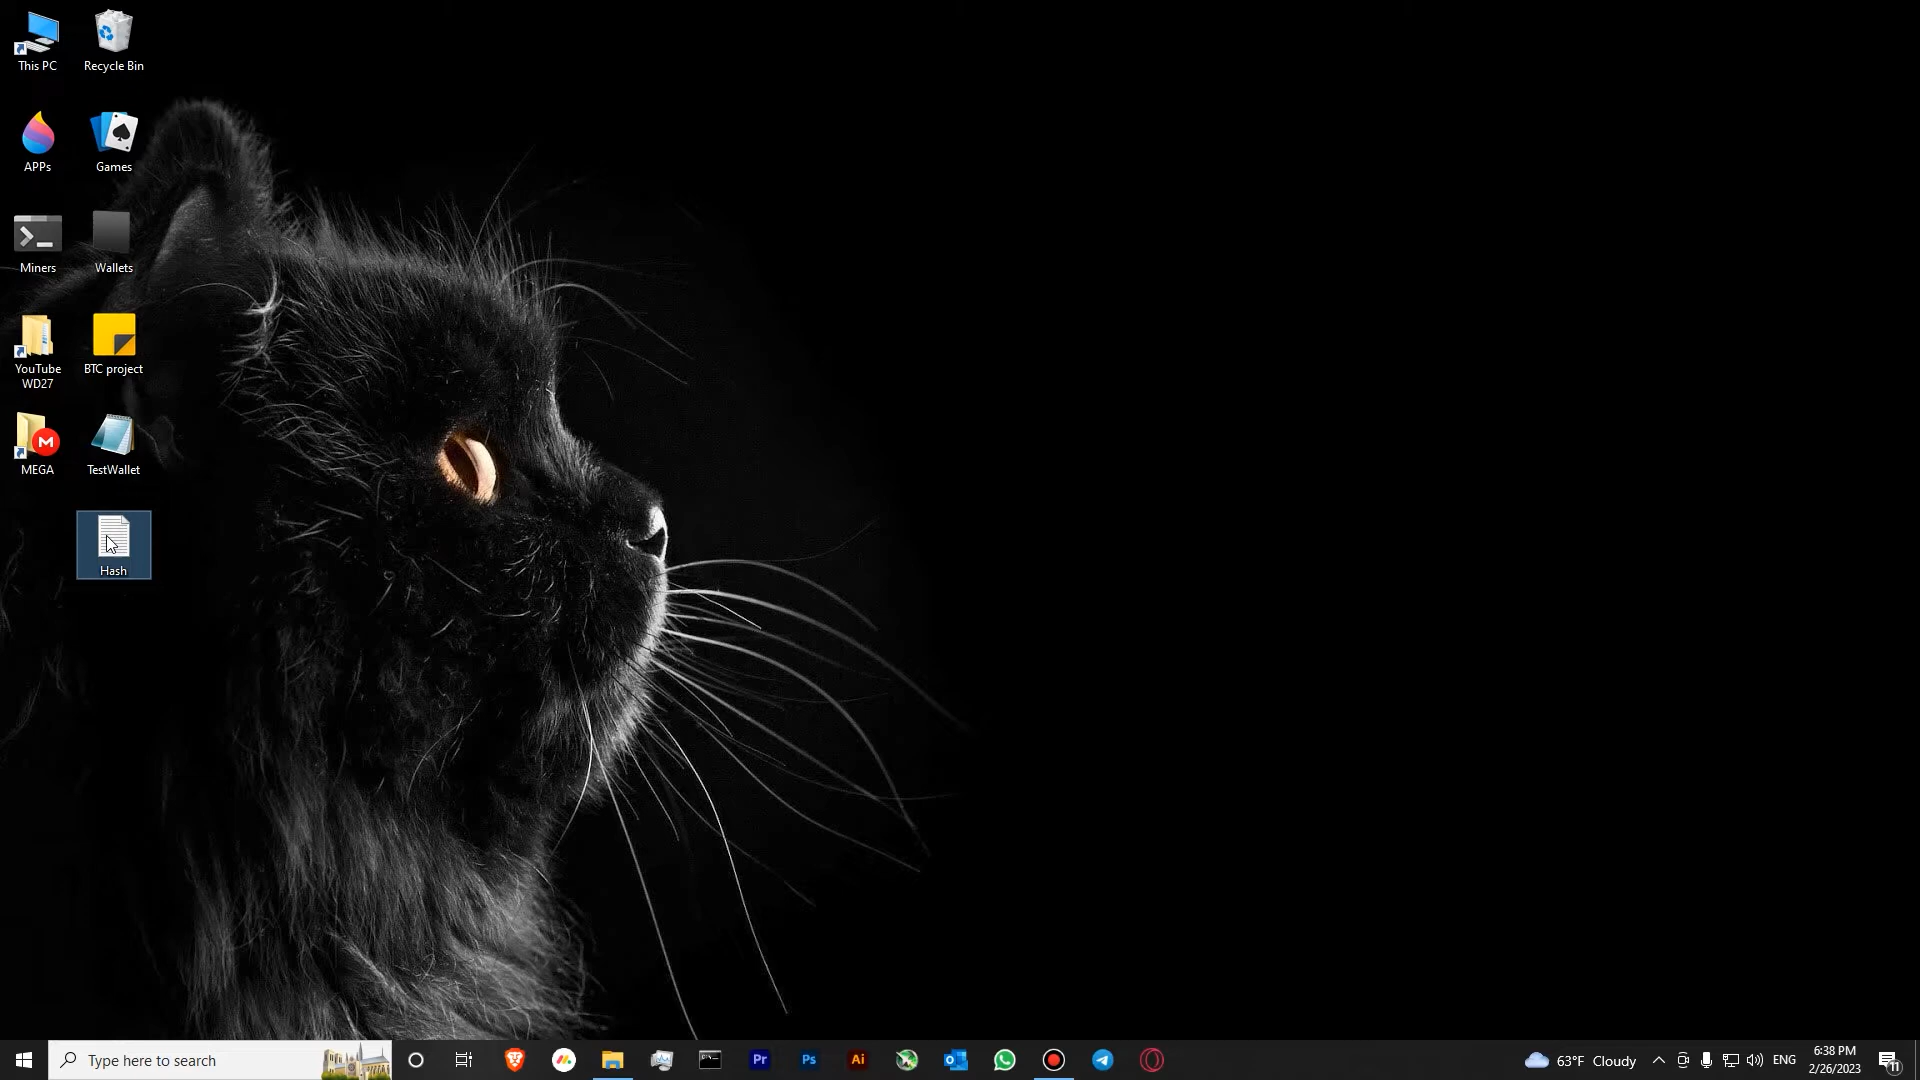 This PC
Recycle Bin
APPs
Games
Miners
Wallets
YouTube
WD27
BTC project
MEGA
TestWallet
Hash
Type here to search
Pr
Ps
Ai
63°F Cloudy
ENG
6:38 PM
2/26/2023
11